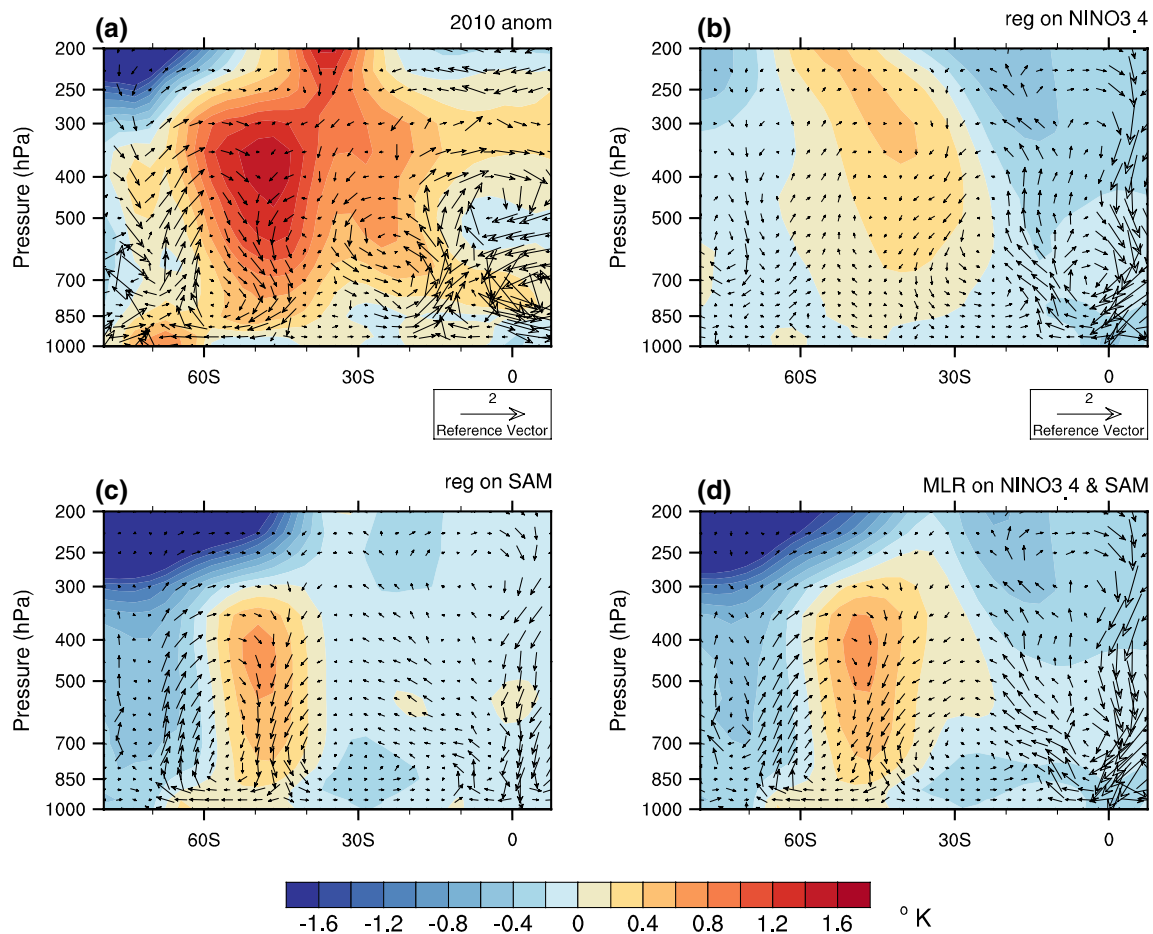 (a) 2010 anom
(b) reg on NINO3.4
200
250
300
400
500
700
850
1000
Pressure (hPa)
60S 30S 0
2
Reference Vector
200
250
300
400
500
700
850
1000
Pressure (hPa)
60S 30S 0
2
Reference Vector
(c) reg on SAM
(d) MLR on NINO3.4 & SAM
200
250
300
400
500
700
850
1000
Pressure (hPa)
60S 30S 0
200
250
300
400
500
700
850
1000
Pressure (hPa)
60S 30S 0
-1.6 -1.2 -0.8 -0.4 0 0.4 0.8 1.2 1.6 ° K